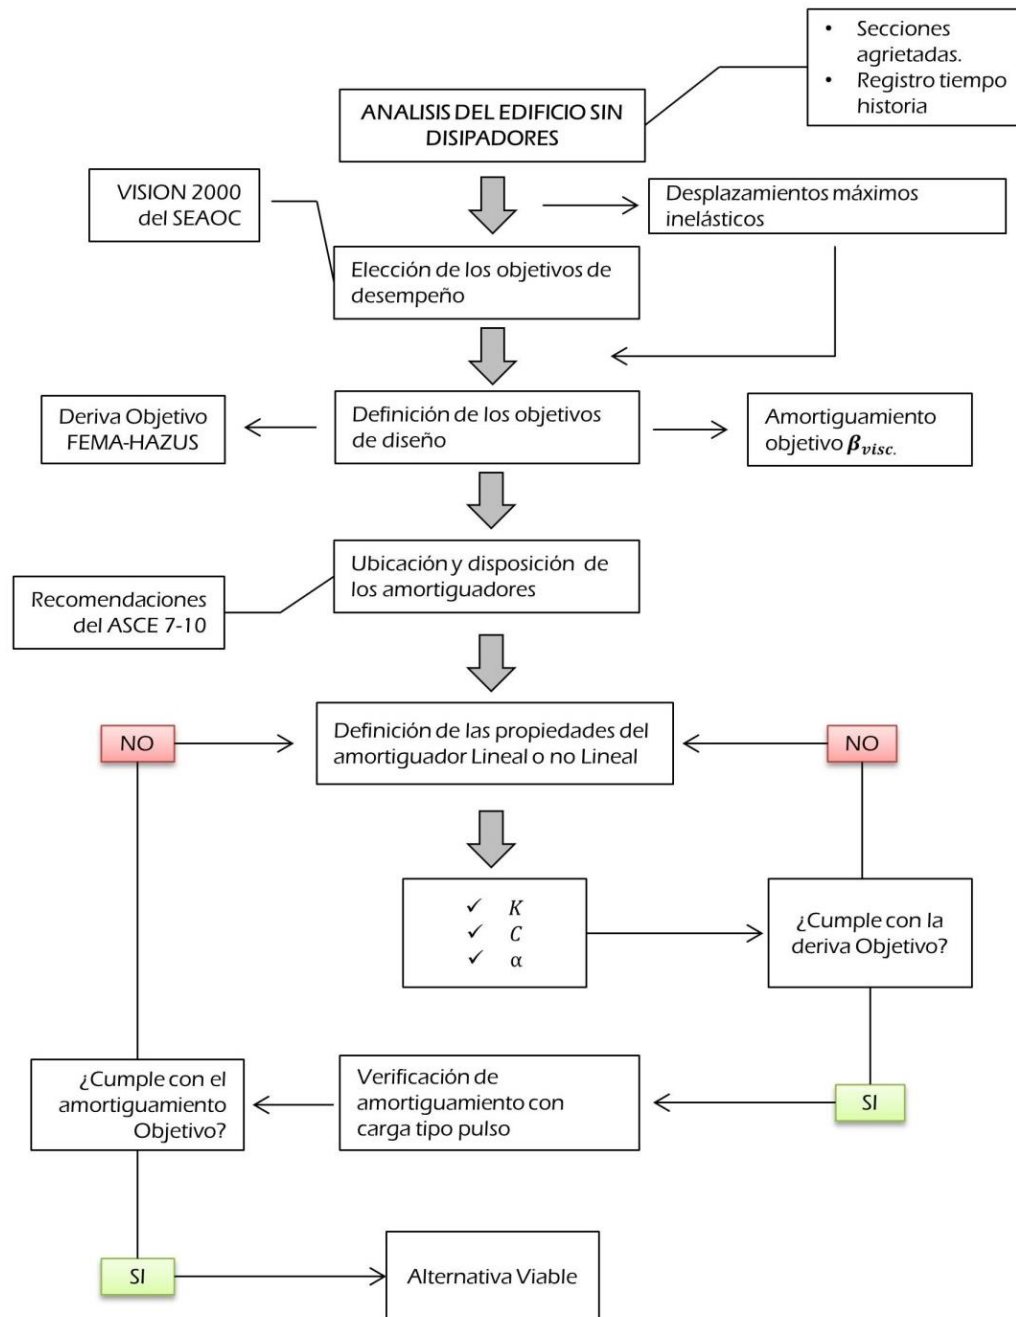 • Secciones
agrietadas.
• Registro tiempo
historia
ANALISIS DEL EDIFICIO SIN
DISIPADORES
VISION 2000
del SEAOC
Desplazamientos máximos
inelásticos
Elección de los objetivos de
desempeño
Deriva Objetivo
FEMA-HAZUS
Definición de los objetivos
de diseño
Amortiguamiento
objetivo βvisc.
Ubicación y disposición de
los amortiguadores
Recomendaciones
del ASCE 7-10
Definición de las propiedades del
amortiguador Lineal o no Lineal
NO
NO
✓ K
✓ C
✓ α
¿Cumple con la
deriva Objetivo?
¿Cumple con el
amortiguamiento
Objetivo?
Verificación de
amortiguamiento con
carga tipo pulso
SI
SI
Alternativa Viable